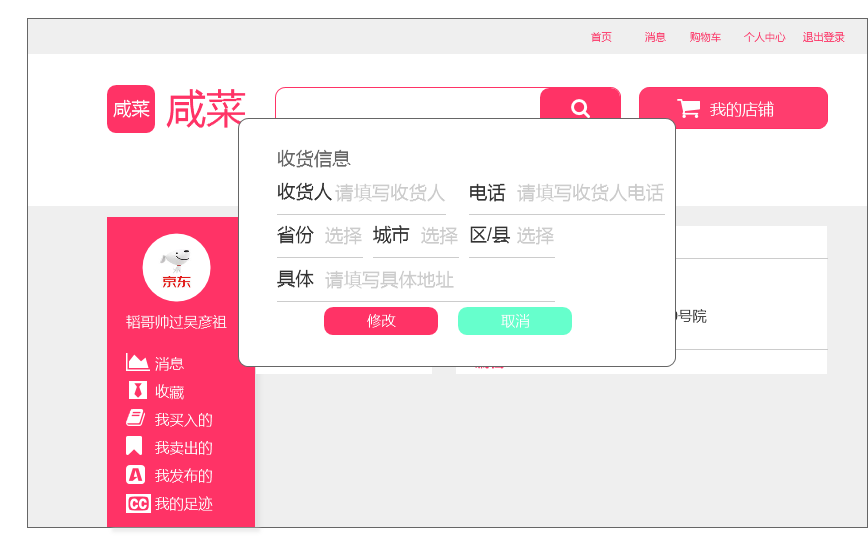 首页 消息 购物车 个人中心 退出登录
咸菜 咸菜 我的店铺
收货信息
收货人 请填写收货人 电话 请填写收货人电话
省份 选择 城市 选择 区/县 选择
具体 请填写具体地址
修改 取消
京东
韬哥帅过吴彦祖
号院
消息
收藏
我买入的
我卖出的
我发布的
我的足迹